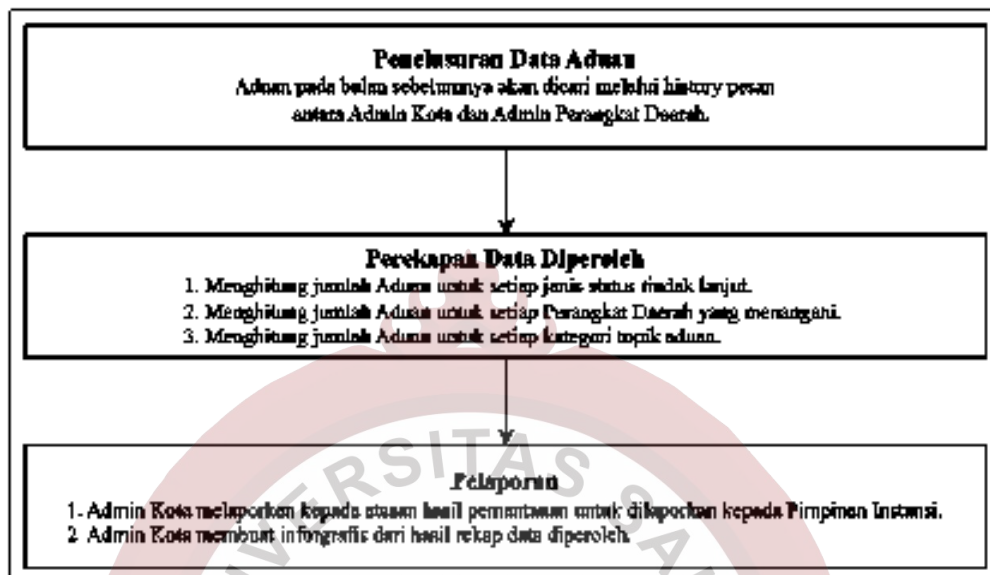 Penelusuran Data Aduan
Aduan pada bulan sebelumnya akan dicari melalui history pesan
antara Admin Kota dan Admin Perangkat Daerah.
Perekapan Data Diperoleh
1. Menghitung jumlah Aduan untuk setiap jenis status tindak lanjut.
2. Menghitung jumlah Aduan untuk setiap Perangkat Daerah yang menangani.
3. Menghitung jumlah Aduan untuk setiap kategori topik aduan.
Pelaporan
1. Admin Kota melaporkan kepada atasan hasil pemantauan untuk dilaporkan kepada Pimpinan Instansi.
2 Admin Kota membuat infografis dari hasil rekap data diperoleh.
VERSITAS SA